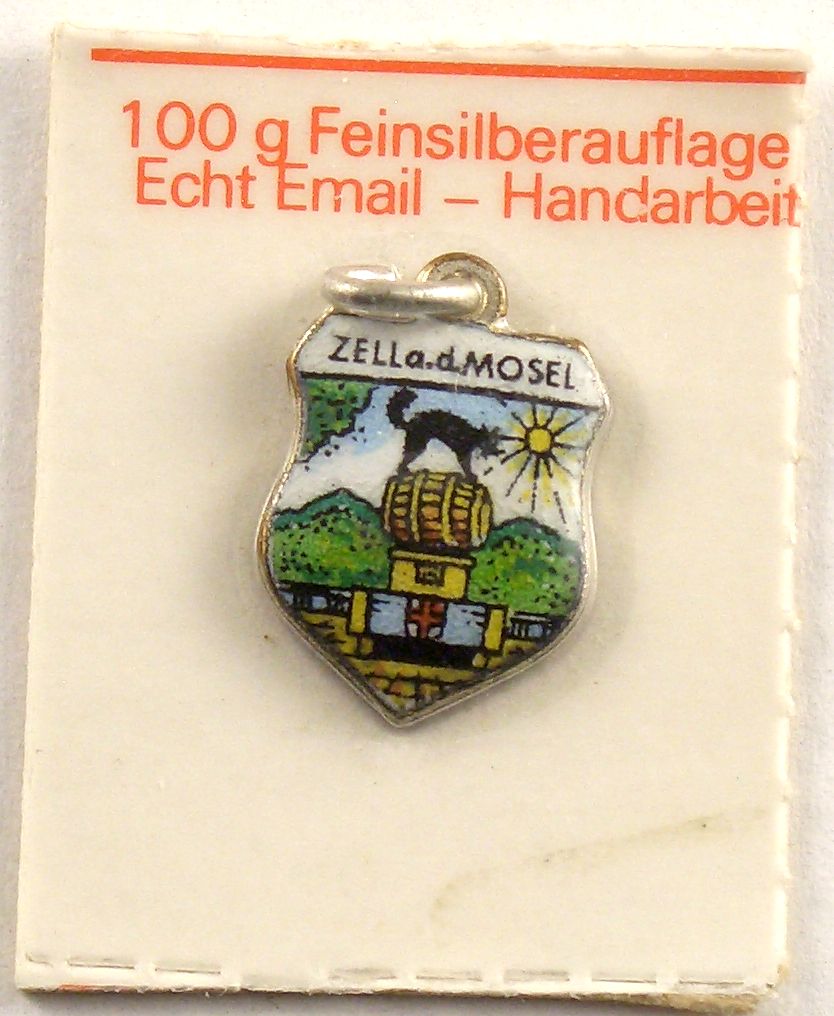 100 g Feinsilberauflage
Echt Email – Handarbeit
ZELL a.d. MOSEL